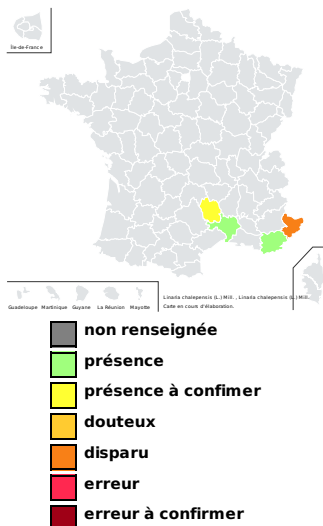 Île-de-France
Guadeloupe Martinique Guyane La Réunion Mayotte
Linaria chalepensis (L.) Mill. , Linaria chalepensis (L.) Mill.
Carte en cours d'élaboration.
non renseignée
présence
présence à confimer
douteux
disparu
erreur
erreur à confirmer